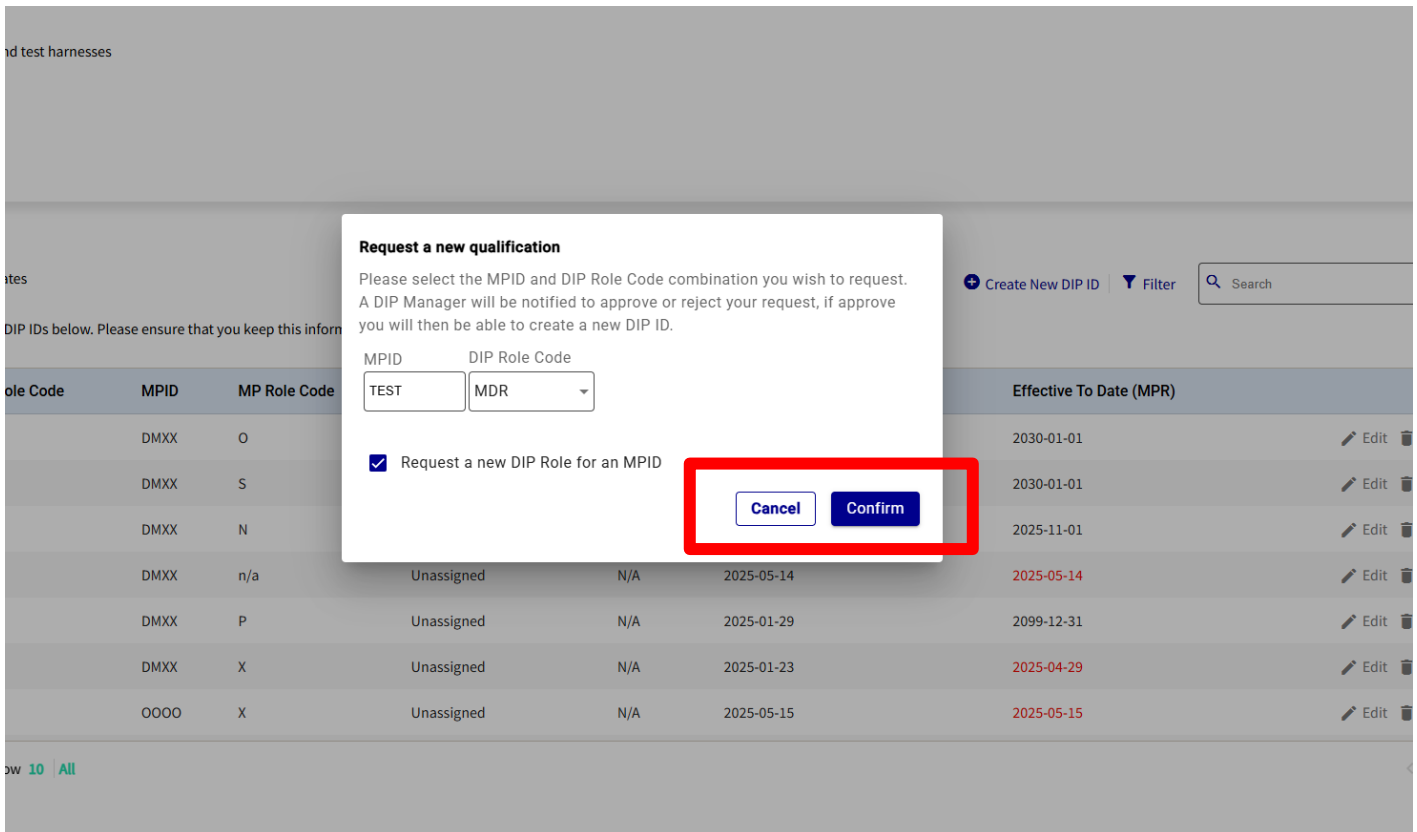 nd test harnesses
Request a new qualification
Please select the MPID and DIP Role Code combination you wish to request.
A DIP Manager will be notified to approve or reject your request, if approve
you will then be able to create a new DIP ID.
MPID DIP Role Code
TEST MDR
Request a new DIP Role for an MPID
Cancel Confirm
ates
Create New DIP ID Filter Search
DIP IDs below. Please ensure that you keep this inform
ole Code MPID MP Role Code Effective To Date (MPR)
DMXX O 2030-01-01 Edit
DMXX S 2030-01-01 Edit
DMXX N 2025-11-01 Edit
DMXX n/a Unassigned N/A 2025-05-14 2025-05-14 Edit
DMXX P Unassigned N/A 2025-01-29 2099-12-31 Edit
DMXX X Unassigned N/A 2025-01-23 2025-04-29 Edit
OOOO X Unassigned N/A 2025-05-15 2025-05-15 Edit
ow 10 All